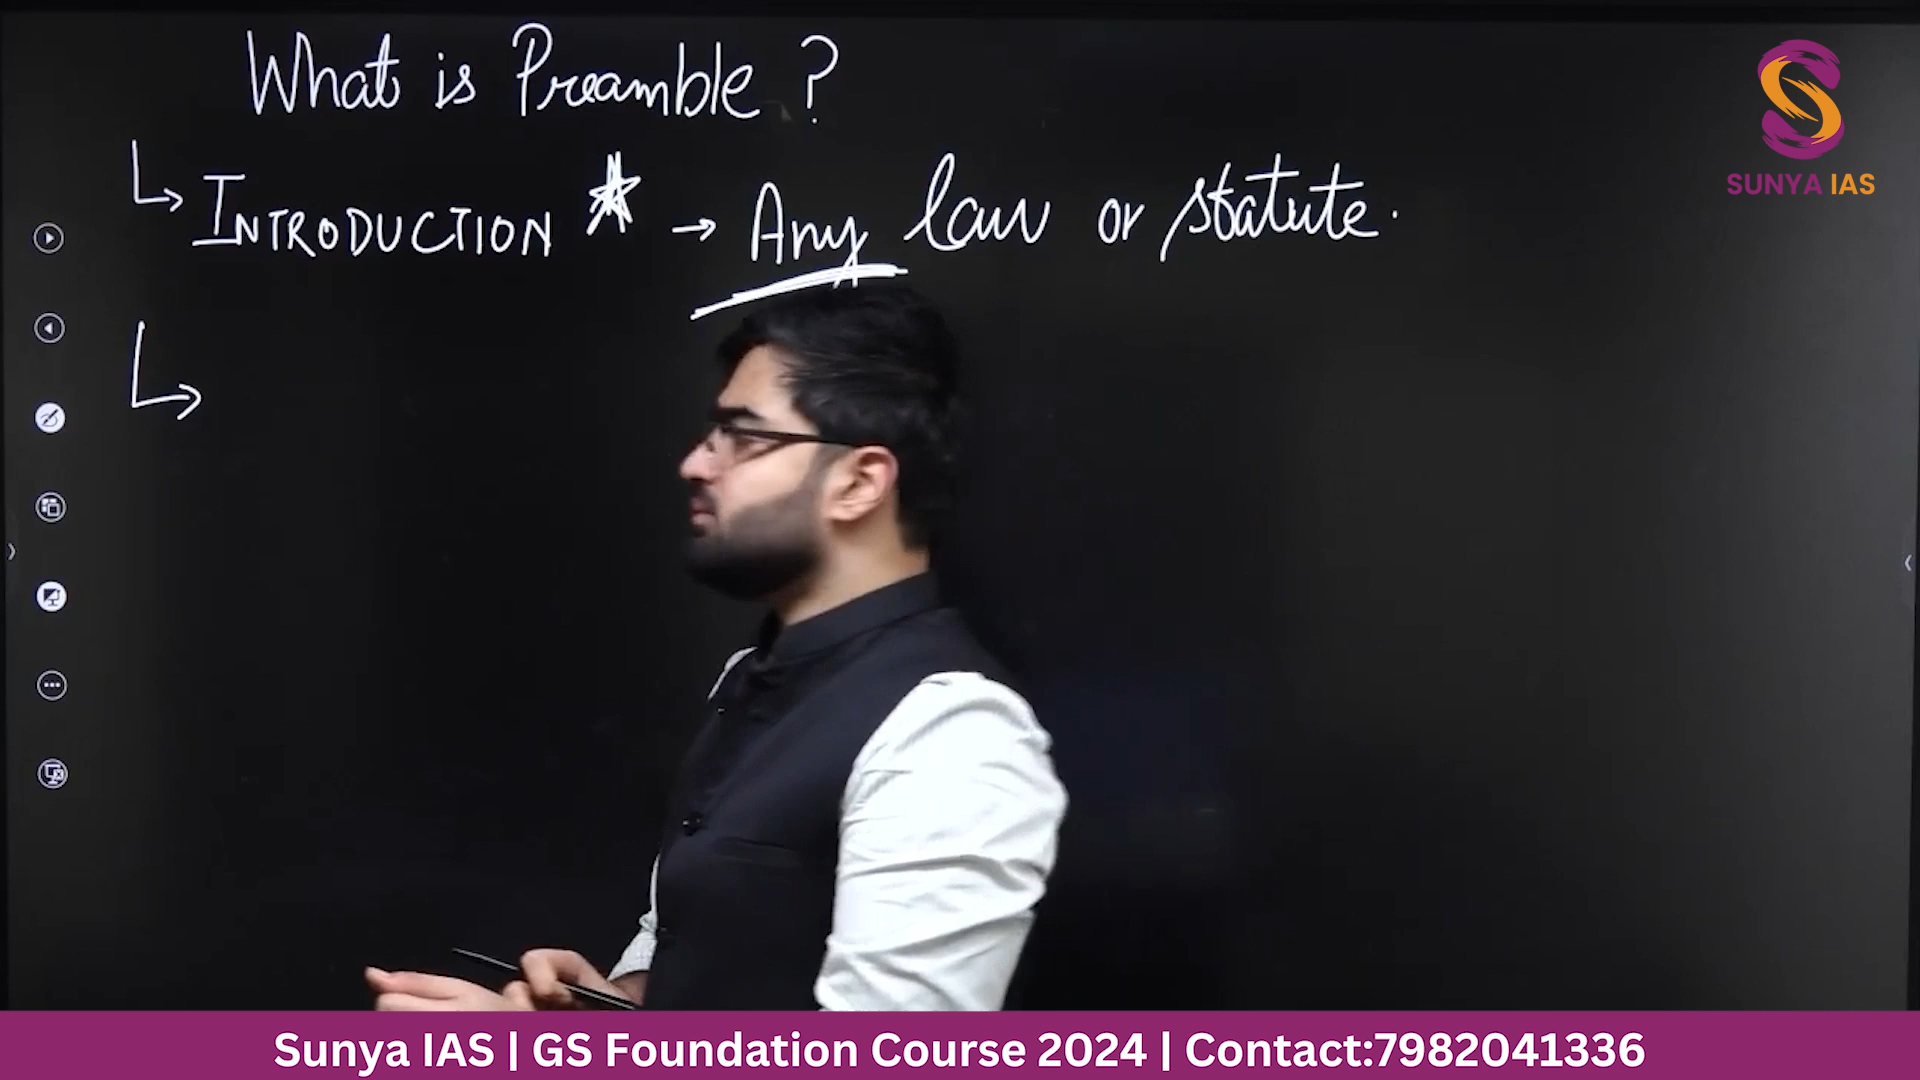 What is Preamble ?
INTRODUCTION → Any law or statute.
SUNYA IAS
Sunya IAS | GS Foundation Course 2024 | Contact:7982041336